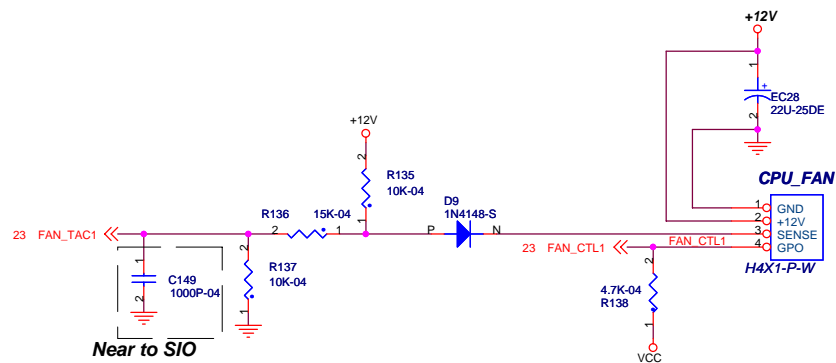 +12V
1
EC28
22U-25DE
2
+12V
2
R135
10K-04
1
CPU_FAN
D9
1N4148-S
R136
15K-04
2
1
P
N
1
GND
2
+12V
3
SENSE
4
GPO
23 FAN_TAC1
23 FAN_CTL1
FAN_CTL1
H4X1-P-W
1
C149
1000P-04
2
2
R137
10K-04
1
2
4.7K-04
R138
1
Near to SIO
VCC